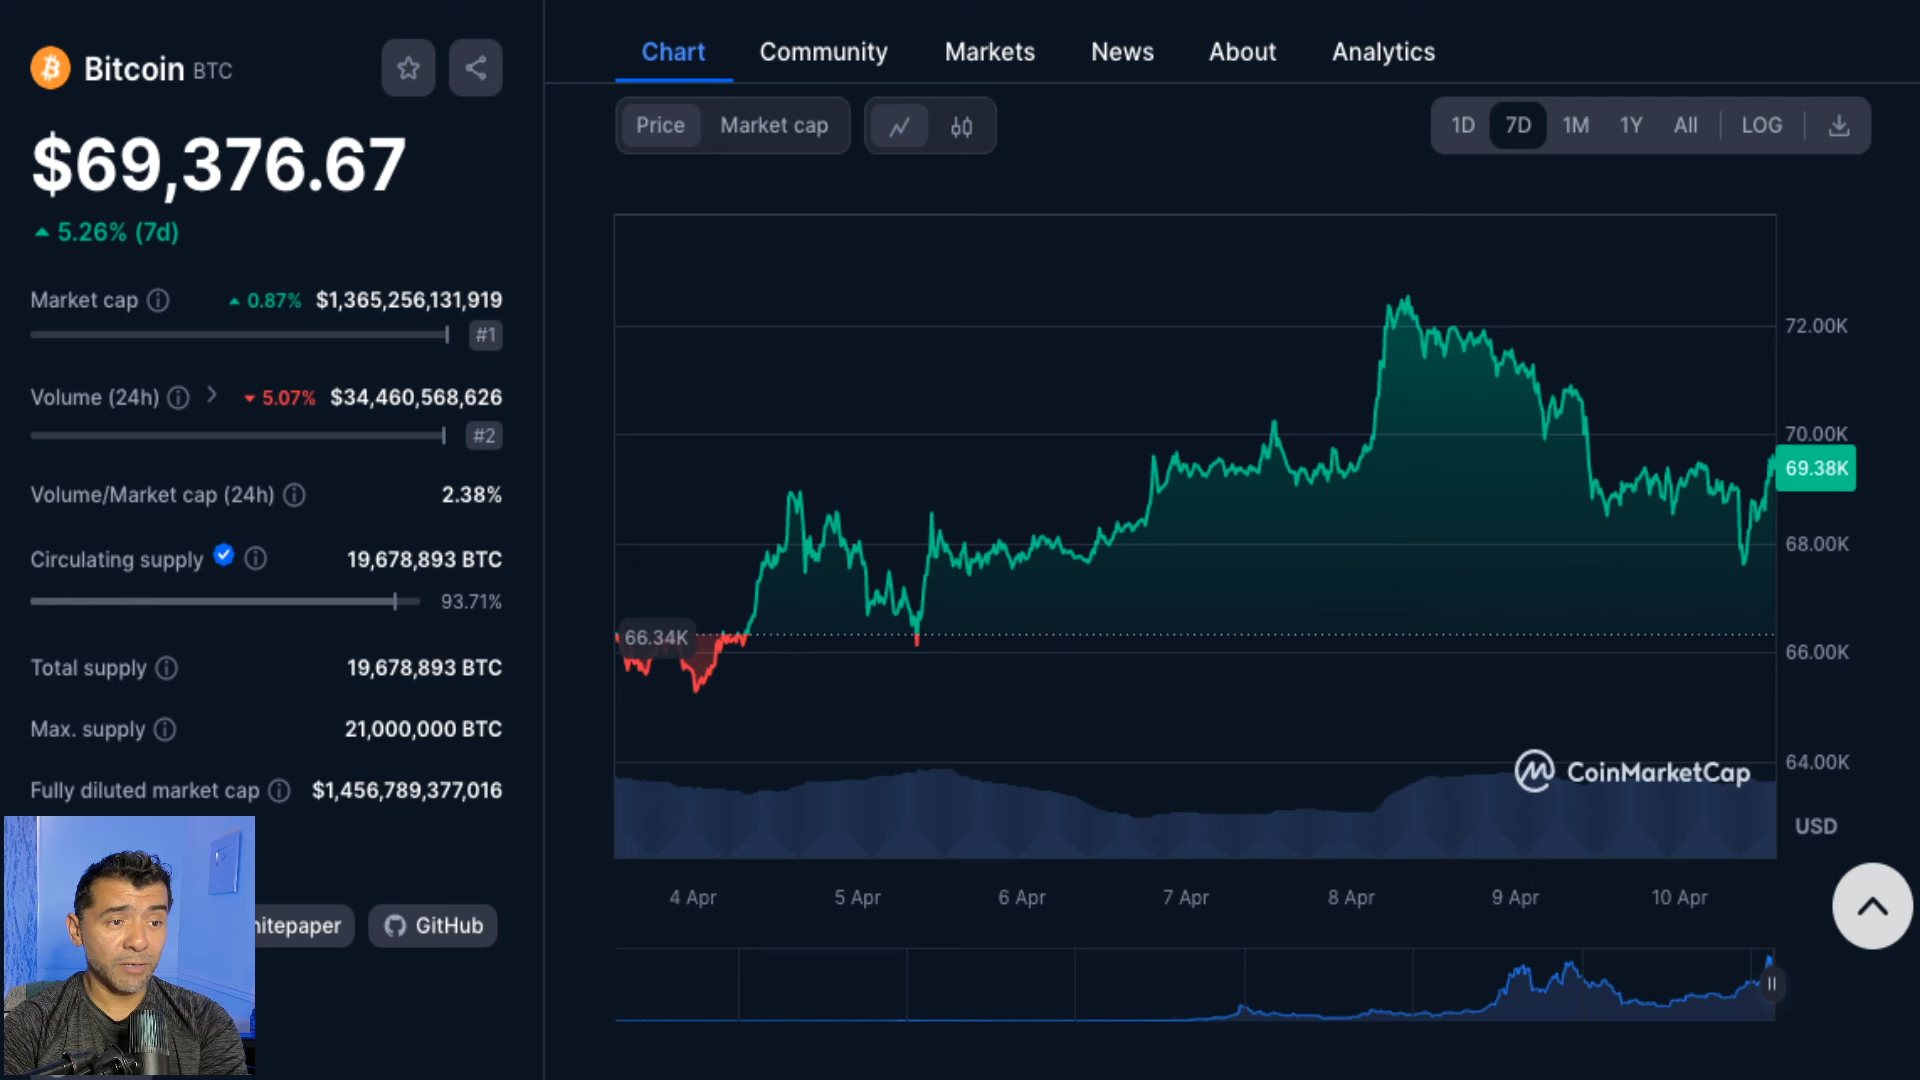 Bitcoin BTC
$69,376.67
5.26% (7d)
Market cap 0.87% $1,365,256,131,919
#1
Volume (24h) 5.07% $34,460,568,626
#2
Volume/Market cap (24h) 2.38%
Circulating supply 19,678,893 BTC
93.71%
Total supply 19,678,893 BTC
Max. supply 21,000,000 BTC
Fully diluted market cap $1,456,789,377,016
hitepaper GitHub
Chart Community Markets News About Analytics
Price Market cap
1D 7D 1M 1Y All LOG
72.00K
70.00K
69.38K
68.00K
66.34K
66.00K
64.00K
CoinMarketCap
USD
4 Apr 5 Apr 6 Apr 7 Apr 8 Apr 9 Apr 10 Apr